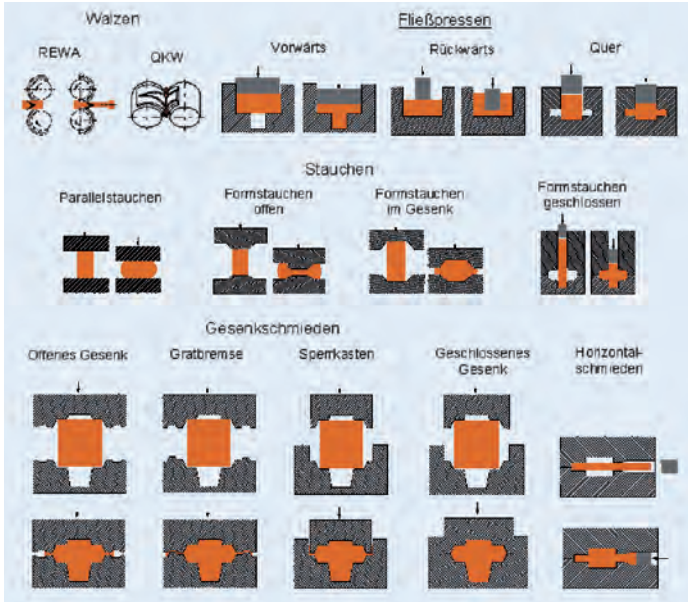 Walzen
Fließpressen
REWA
QKW
Vorwärts
Rückwärts
Quer
Stauchen
Parallelstauchen
Formstauchen
offen
Formstauchen
im Gesenk
Formstauchen
geschlossen
Gesenkschmieden
Offenes Gesenk
Gratbremse
Sperrkasten
Geschlossenes
Gesenk
Horizontal-
schmieden